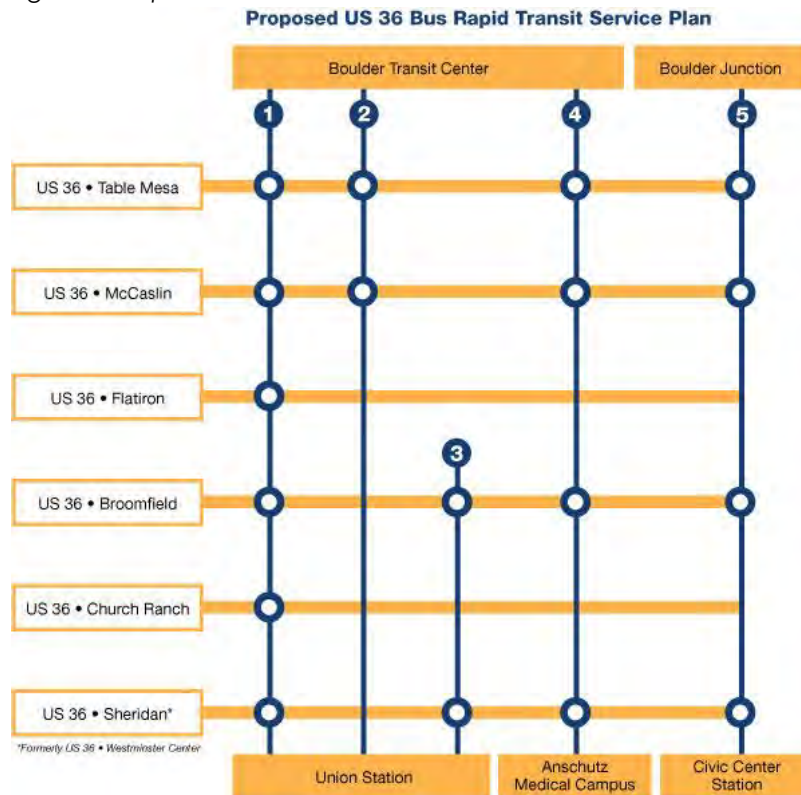 Proposed US 36 Bus Rapid Transit Service Plan
Boulder Transit Center
Boulder Junction
1
2
4
5
US 36 • Table Mesa
US 36 • McCaslin
US 36 • Flatiron
3
US 36 • Broomfield
US 36 • Church Ranch
US 36 • Sheridan*
*Formerly US 36 • Westminster Center
Union Station
Anschutz
Medical Campus
Civic Center
Station